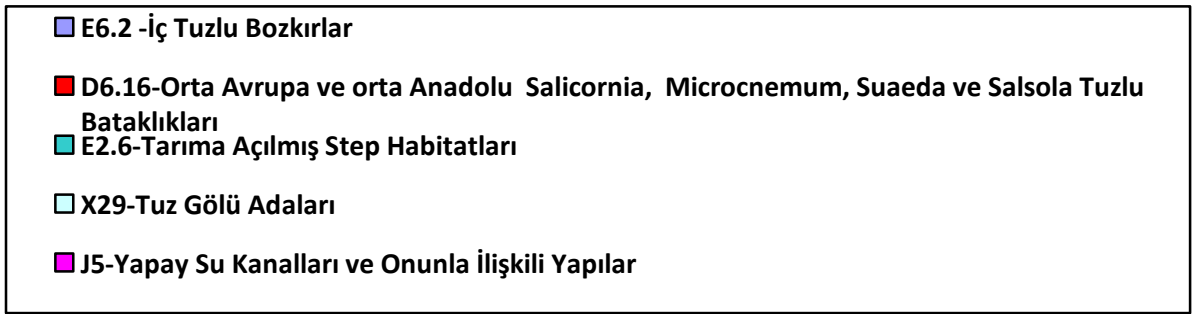 E6.2 -İç Tuzlu Bozkırlar
D6.16-Orta Avrupa ve orta Anadolu Salicornia, Microcnemum, Suaeda ve Salsola Tuzlu
Bataklıkları
E2.6-Tarıma Açılmış Step Habitatları
X29-Tuz Gölü Adaları
J5-Yapay Su Kanalları ve Onunla İlişkili Yapılar